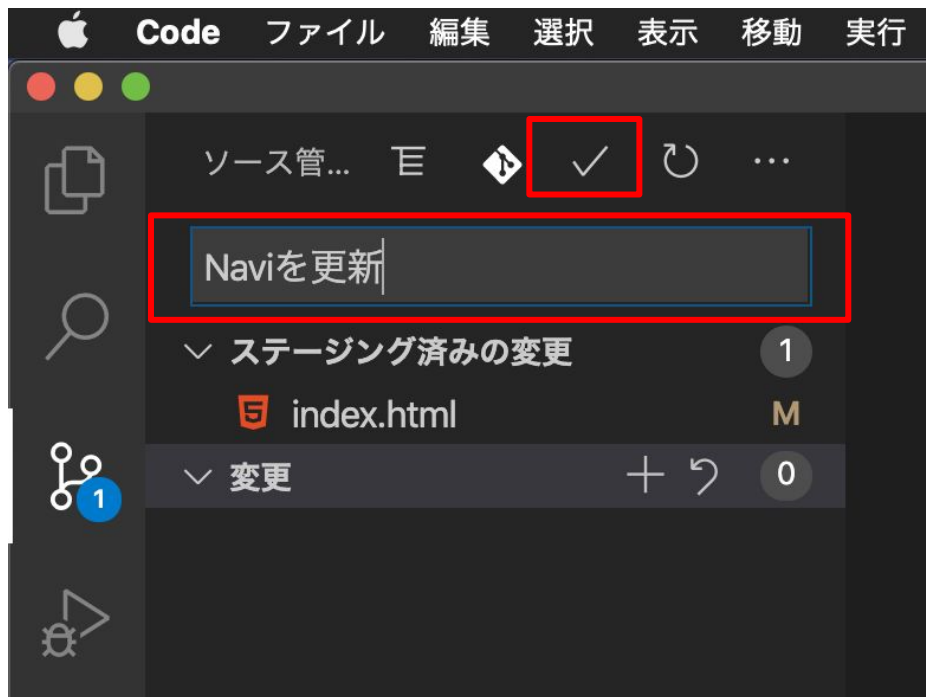 Code ファイル 編集 選択 表示 移動 実行
ソース管...
Naviを更新
ステージング済みの変更 1
index.html M
変更 0
1